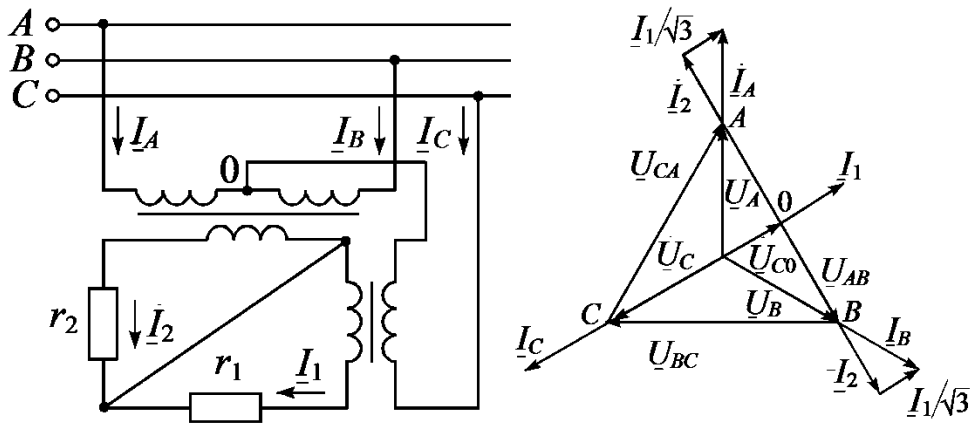 A
B
C
I_A
I_B
I_C
0
r_2
I_2
r_1
I_1
I_1/√3
I_2
I_A
A
U_CA
U_A
0
I_1
U_C
U_C0
U_AB
C
U_B
B
I_C
U_BC
I_B
-I_2
I_1/√3